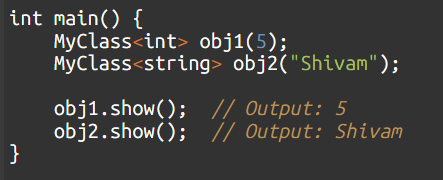 int main() {
    MyClass<int> obj1(5);
    MyClass<string> obj2("Shivam");

    obj1.show();  // Output: 5
    obj2.show();  // Output: Shivam
}